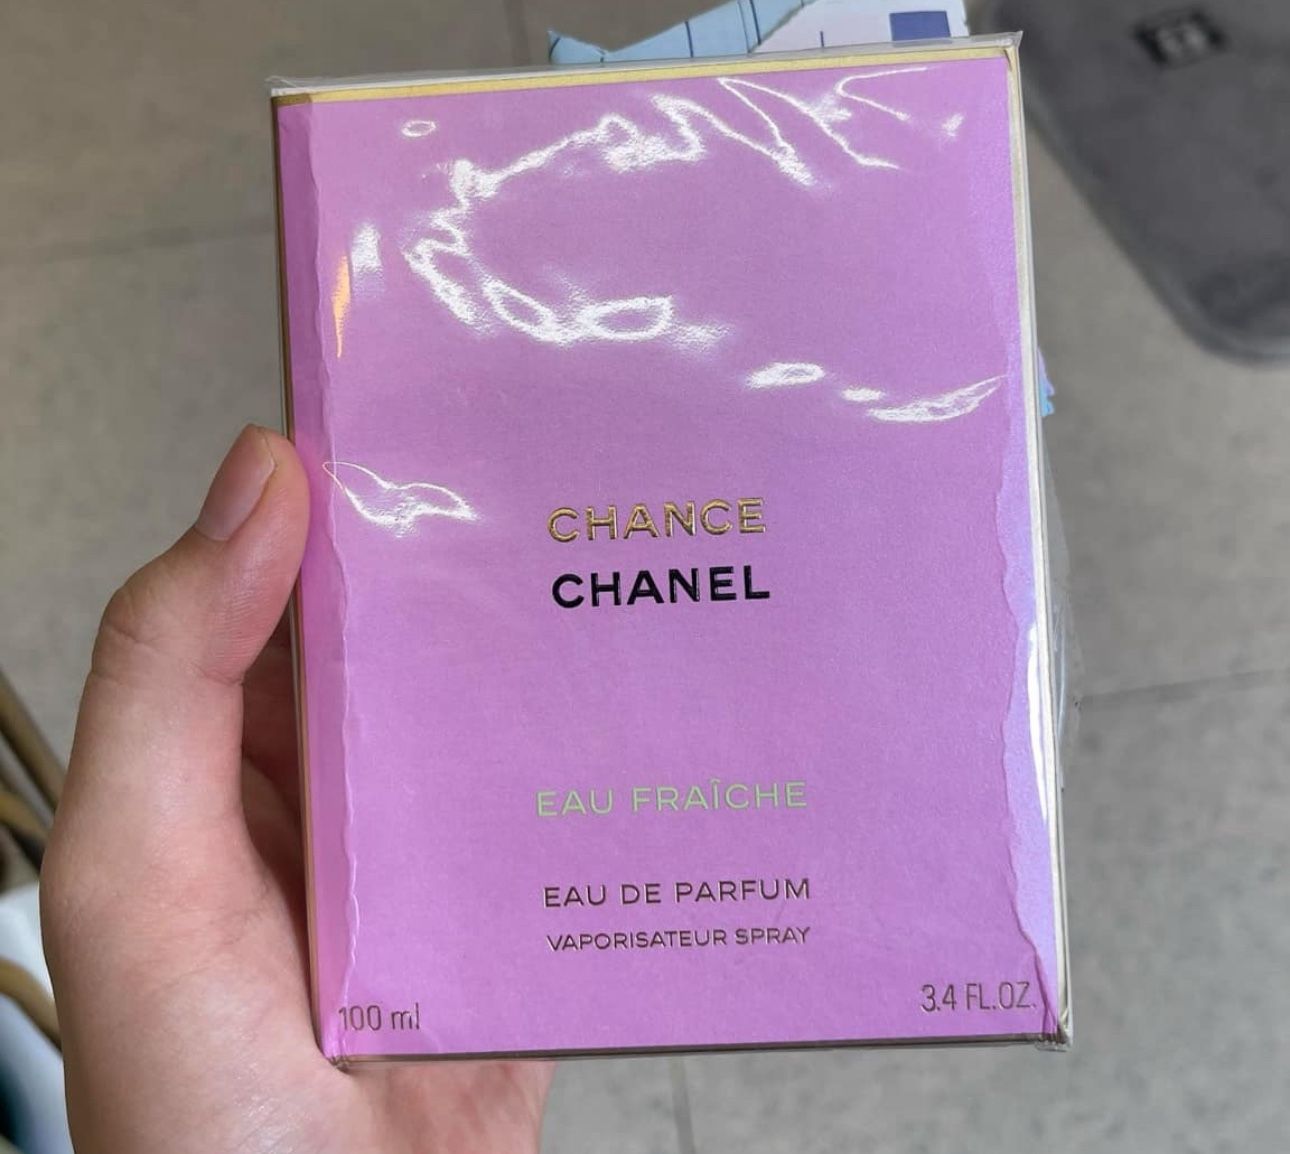 CHANCE
CHANEL
EAU FRAÎCHE
EAU DE PARFUM
VAPORISATEUR SPRAY
100 ml
3.4 FL.OZ.